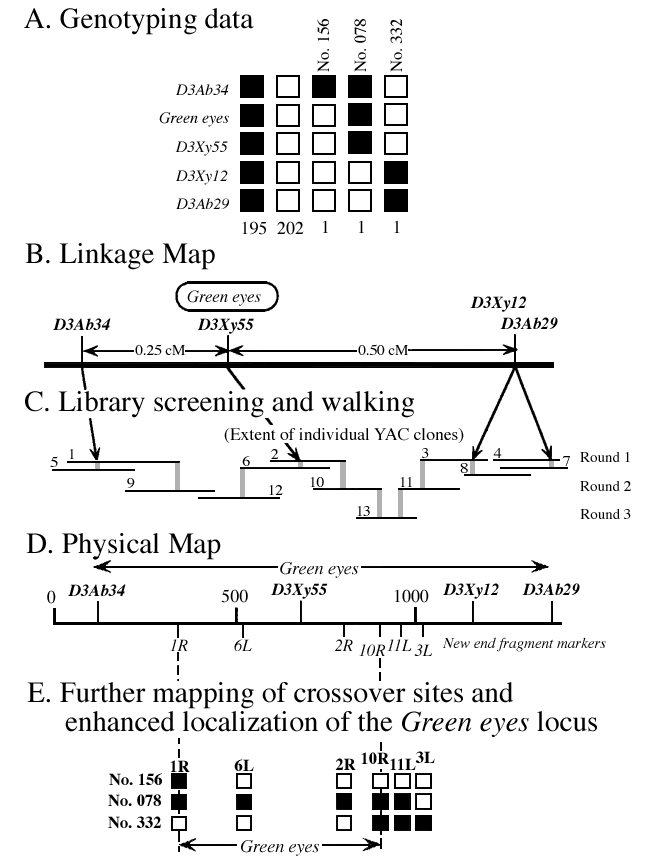 A. Genotyping data
No. 156
No. 078
No. 332
D3Ab34
Green eyes
D3Xy55
D3Xy12
D3Ab29
195 202 1 1 1
B. Linkage Map
Green eyes
D3Xy12
D3Ab34 D3Xy55 D3Ab29
0.25 cM 0.50 cM
C. Library screening and walking
(Extent of individual YAC clones)
5 1 6 2 3 8 4 7 Round 1
9 12 10 11 Round 2
13 Round 3
D. Physical Map
Green eyes
0 D3Ab34 500 D3Xy55 1000 D3Xy12 D3Ab29
1R 6L 2R 10R 11L 3L New end fragment markers
E. Further mapping of crossover sites and
enhanced localization of the Green eyes locus
1R 6L 2R 10R 11L 3L
No. 156
No. 078
No. 332
Green eyes